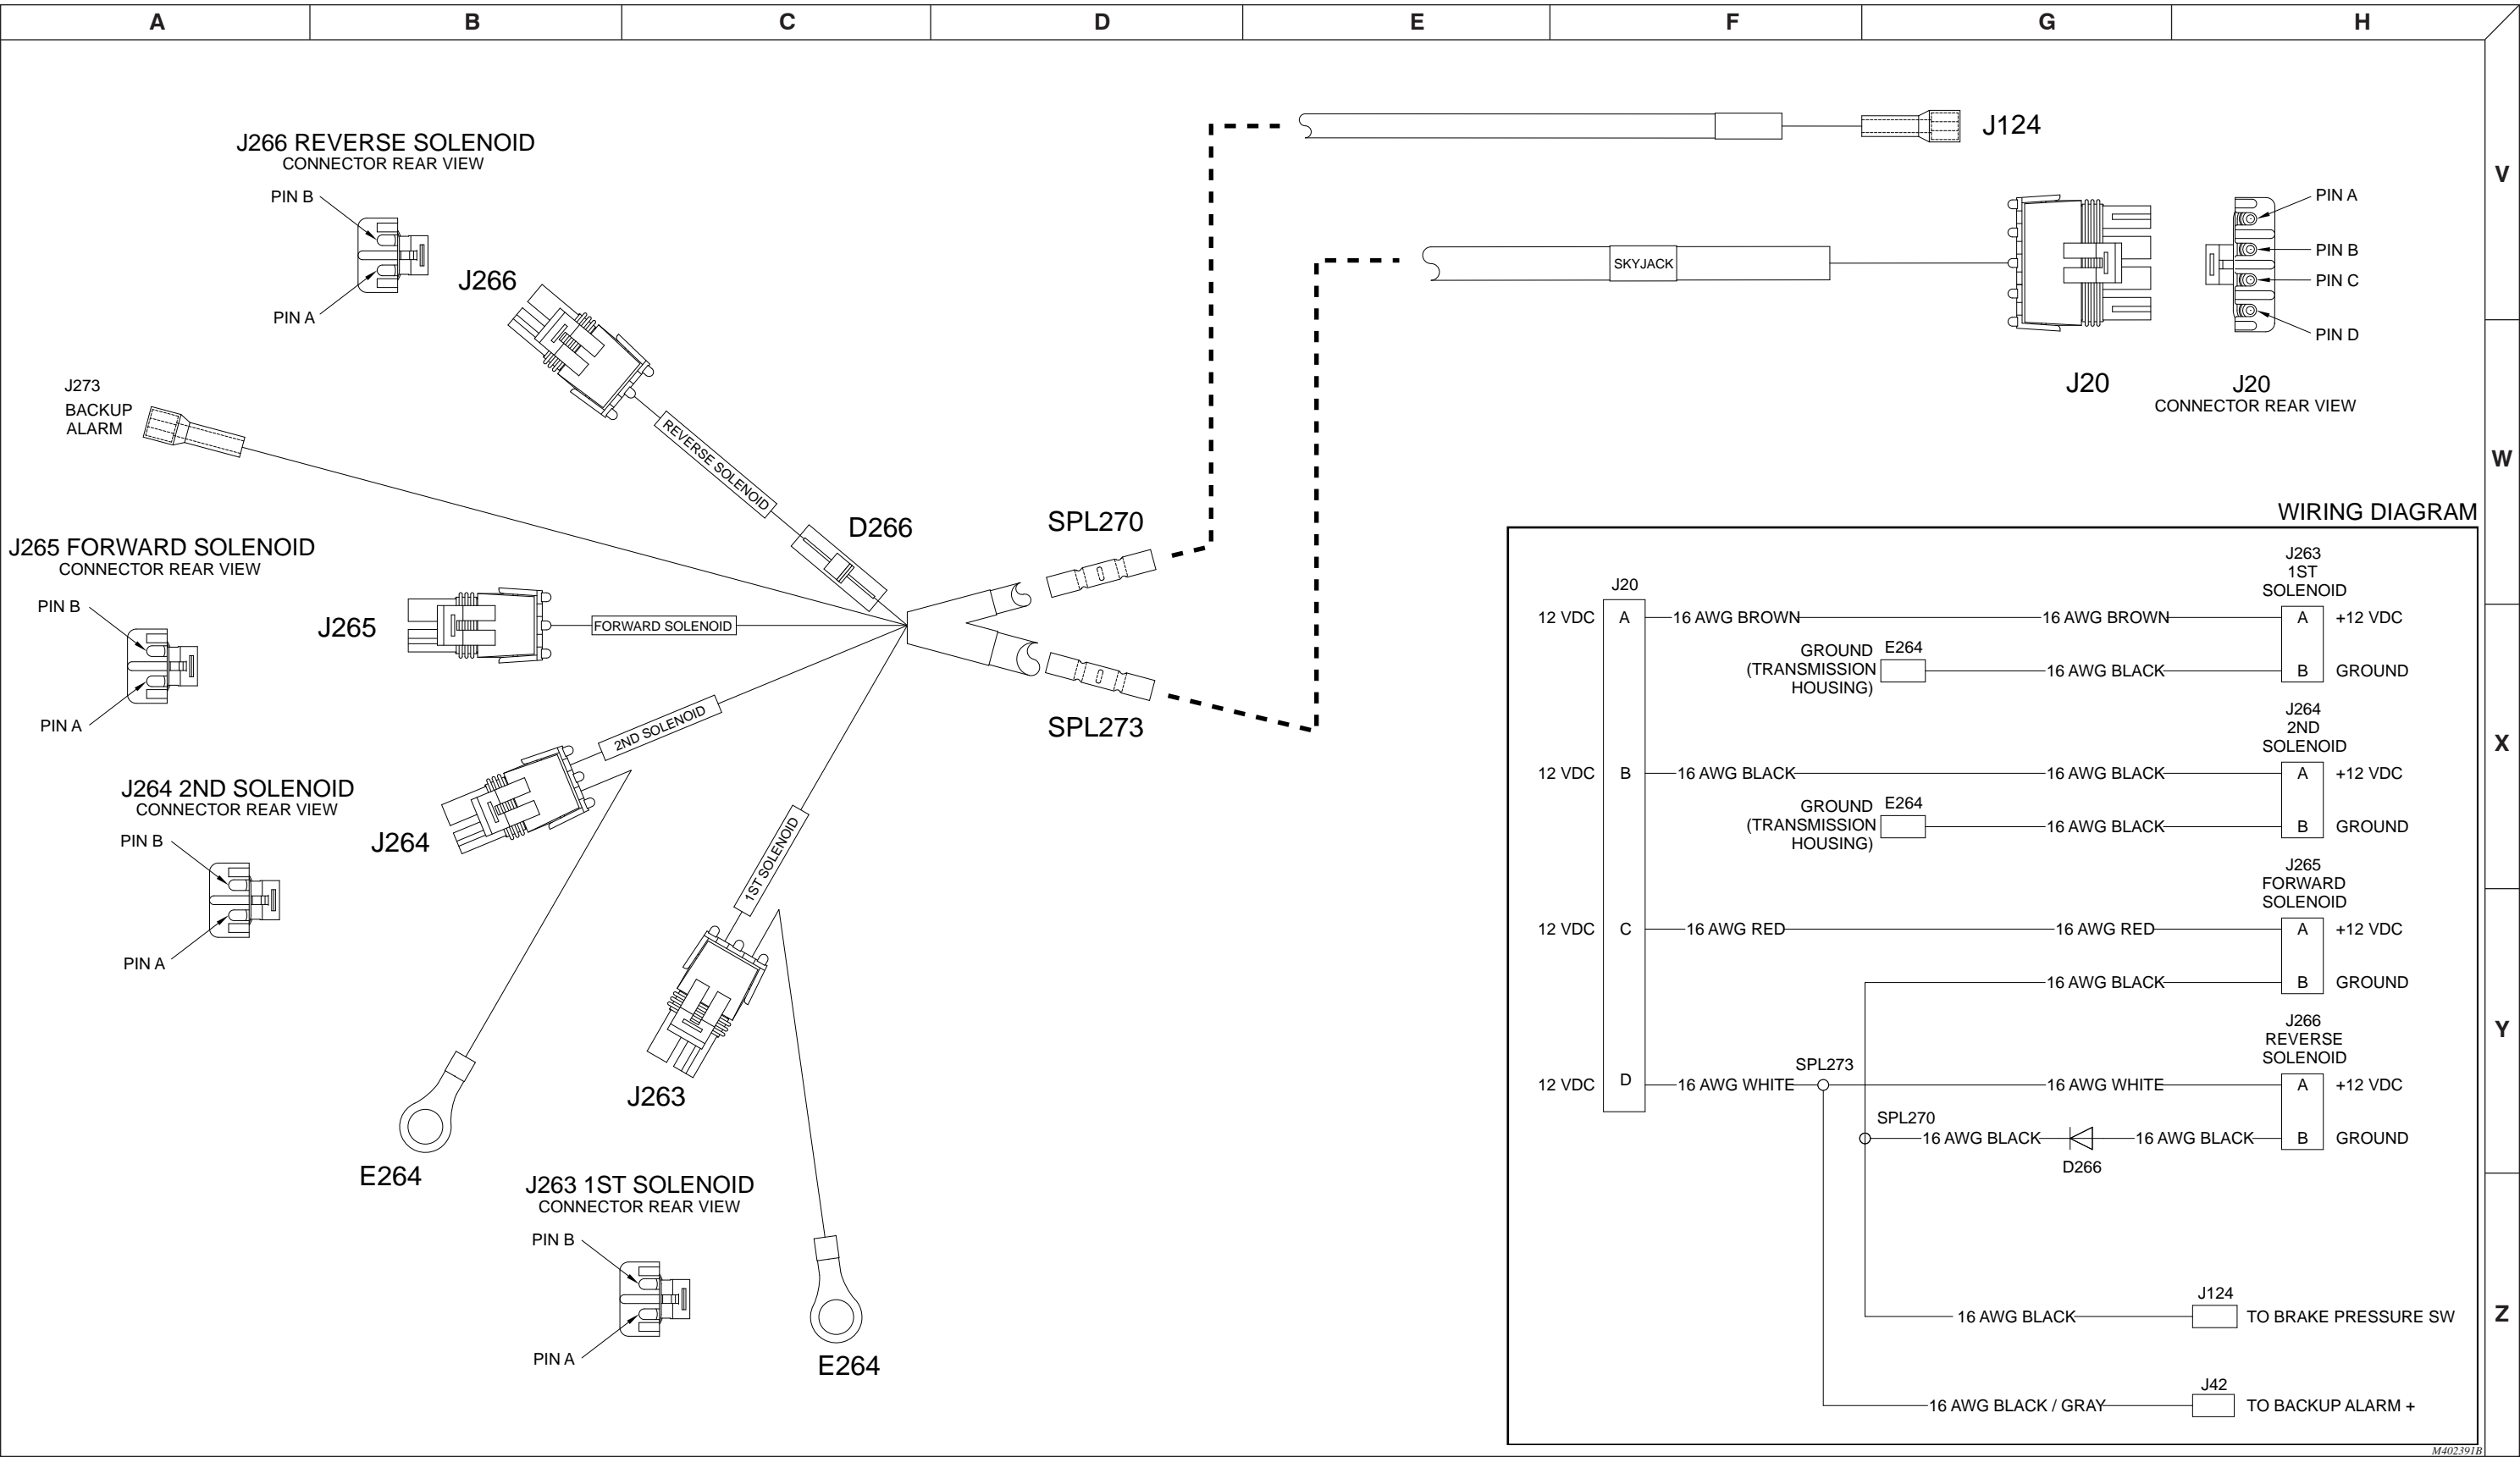 A B C D E F G H
J266 REVERSE SOLENOID
CONNECTOR REAR VIEW
PIN B
PIN A
J266
J124
V
SKYJACK
PIN A
PIN B
PIN C
PIN D
J20
J20
CONNECTOR REAR VIEW
J273
BACKUP
ALARM
REVERSE SOLENOID
W
D266
SPL270
J265 FORWARD SOLENOID
CONNECTOR REAR VIEW
PIN B
PIN A
J265
FORWARD SOLENOID
SPL273
2ND SOLENOID
J264 2ND SOLENOID
CONNECTOR REAR VIEW
PIN B
PIN A
J264
1ST SOLENOID
J263
E264
J263 1ST SOLENOID
CONNECTOR REAR VIEW
PIN B
PIN A
E264
WIRING DIAGRAM
J263
1ST
SOLENOID
J20
12 VDC A 16 AWG BROWN 16 AWG BROWN A +12 VDC
GROUND E264
(TRANSMISSION 16 AWG BLACK B GROUND
HOUSING)
J264
2ND
SOLENOID
X
12 VDC B 16 AWG BLACK 16 AWG BLACK A +12 VDC
GROUND E264
(TRANSMISSION 16 AWG BLACK B GROUND
HOUSING)
J265
FORWARD
SOLENOID
12 VDC C 16 AWG RED 16 AWG RED A +12 VDC
16 AWG BLACK B GROUND
J266
REVERSE
SOLENOID
Y
SPL273
12 VDC D 16 AWG WHITE 16 AWG WHITE A +12 VDC
SPL270
16 AWG BLACK 16 AWG BLACK B GROUND
D266
J124
16 AWG BLACK TO BRAKE PRESSURE SW
Z
J42
16 AWG BLACK / GRAY TO BACKUP ALARM +
M402391B